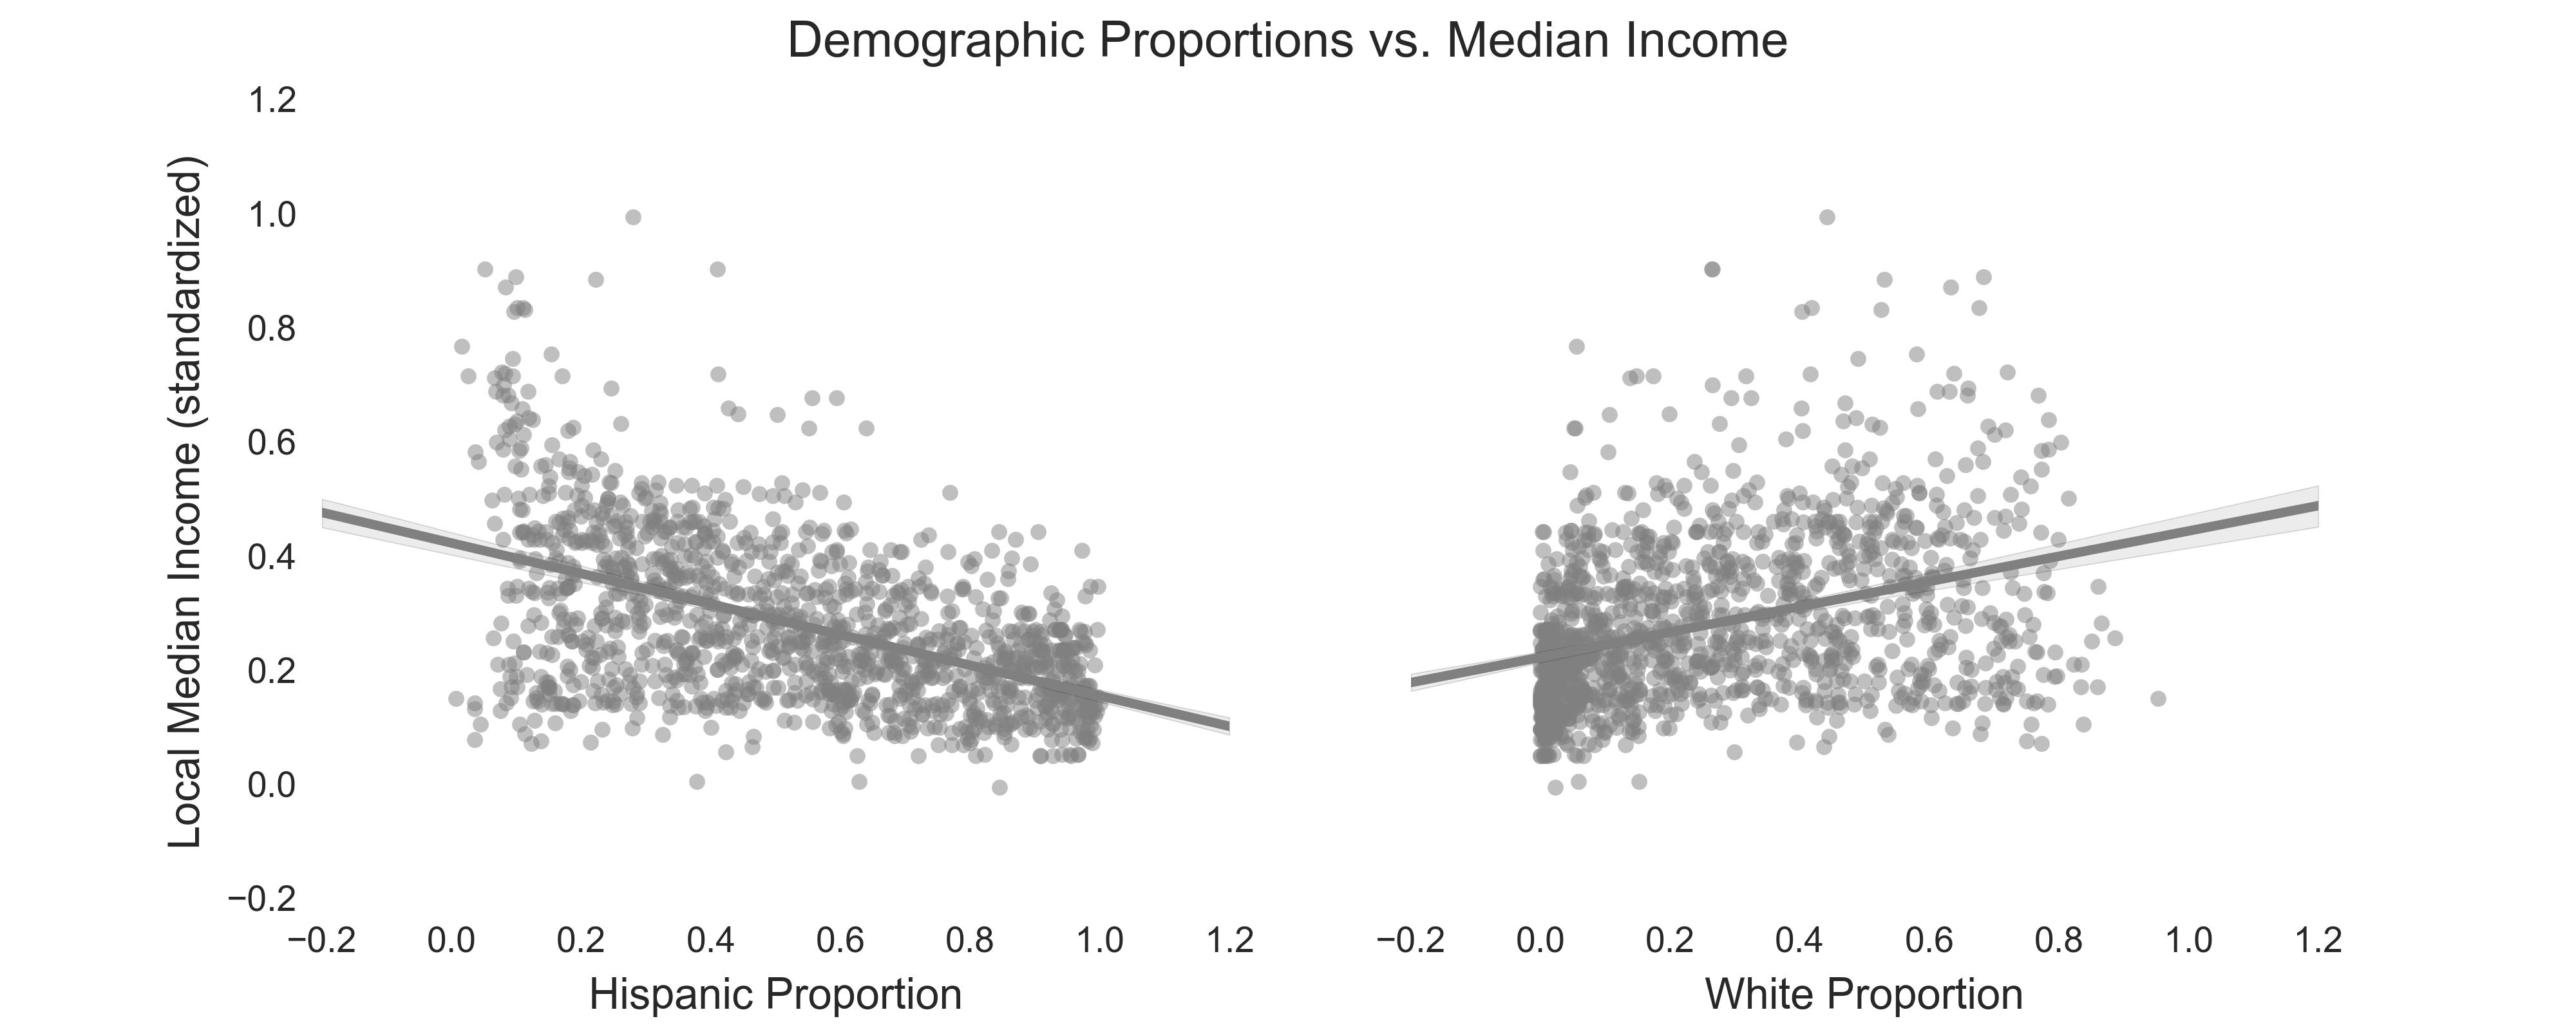 Demographic Proportions vs. Median Income
Local Median Income (standardized)
1.2
1.0
0.8
0.6
0.4
0.2
0.0
−0.2
−0.2 0.0 0.2 0.4 0.6 0.8 1.0 1.2
Hispanic Proportion
−0.2 0.0 0.2 0.4 0.6 0.8 1.0 1.2
White Proportion